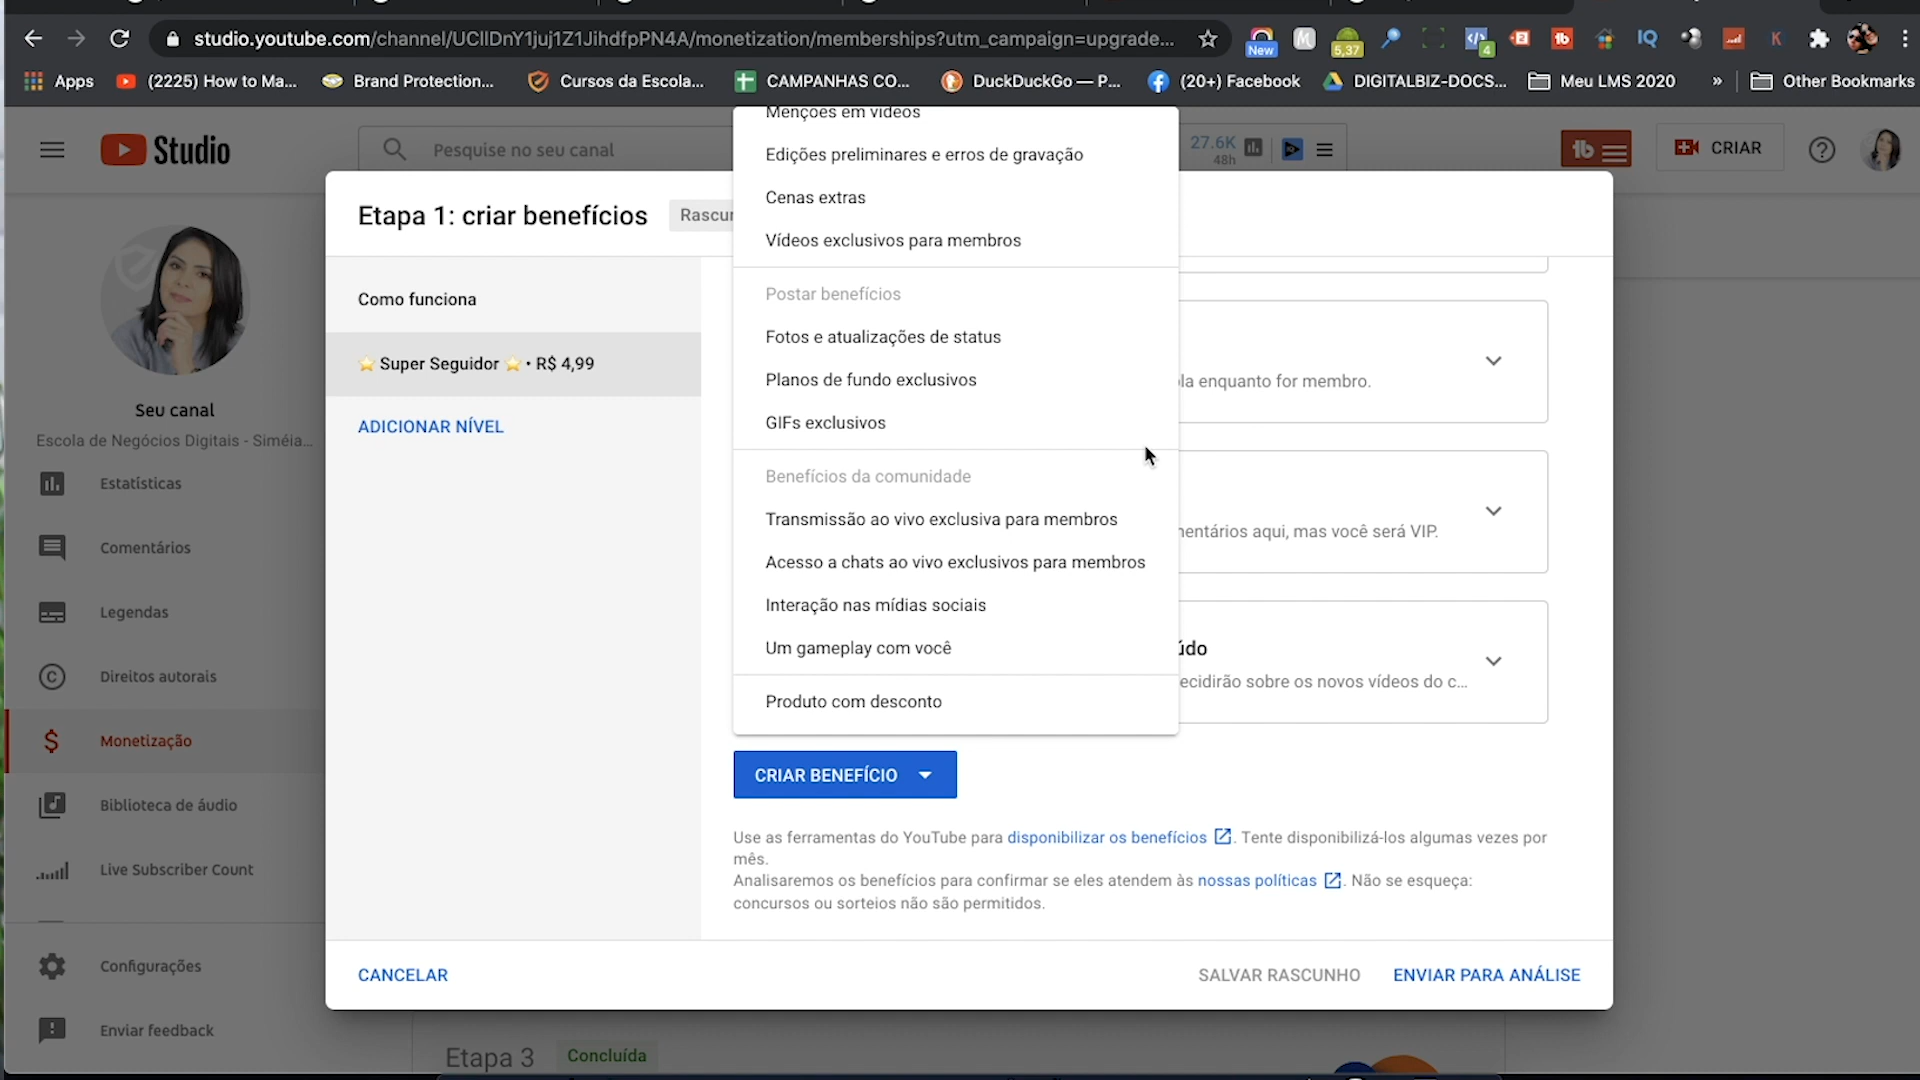 studio.youtube.com/channel/UCIlDnY1juj1Z1JihdfpPN4A/monetization/memberships?utm_campaign=upgrade...
New
5,37
4
IQ
K
Apps
(2225) How to Ma...
Brand Protection...
Cursos da Escola...
CAMPANHAS CO...
DuckDuckGo — P...
(20+) Facebook
DIGITALBIZ-DOCS...
Meu LMS 2020
»
Other Bookmarks
Studio
Pesquise no seu canal
27.6K
48h
tb
CRIAR
Seu canal
Escola de Negócios Digitais - Siméia...
Estatísticas
Comentários
Legendas
Direitos autorais
Monetização
Biblioteca de áudio
Live Subscriber Count
Configurações
Enviar feedback
Etapa 1: criar benefícios
Rascun
Como funciona
⭐ Super Seguidor ⭐ • R$ 4,99
ADICIONAR NÍVEL
Menções em vídeos
Edições preliminares e erros de gravação
Cenas extras
Vídeos exclusivos para membros
Postar benefícios
Fotos e atualizações de status
Planos de fundo exclusivos
GIFs exclusivos
Benefícios da comunidade
Transmissão ao vivo exclusiva para membros
Acesso a chats ao vivo exclusivos para membros
Interação nas mídias sociais
Um gameplay com você
Produto com desconto
la enquanto for membro.
entários aqui, mas você será VIP.
údo
ecidirão sobre os novos vídeos do c...
CRIAR BENEFÍCIO
Use as ferramentas do YouTube para disponibilizar os benefícios. Tente disponibilizá-los algumas vezes por
mês.
Analisaremos os benefícios para confirmar se eles atendem às nossas políticas. Não se esqueça:
concursos ou sorteios não são permitidos.
CANCELAR
SALVAR RASCUNHO
ENVIAR PARA ANÁLISE
Etapa 3
Concluída